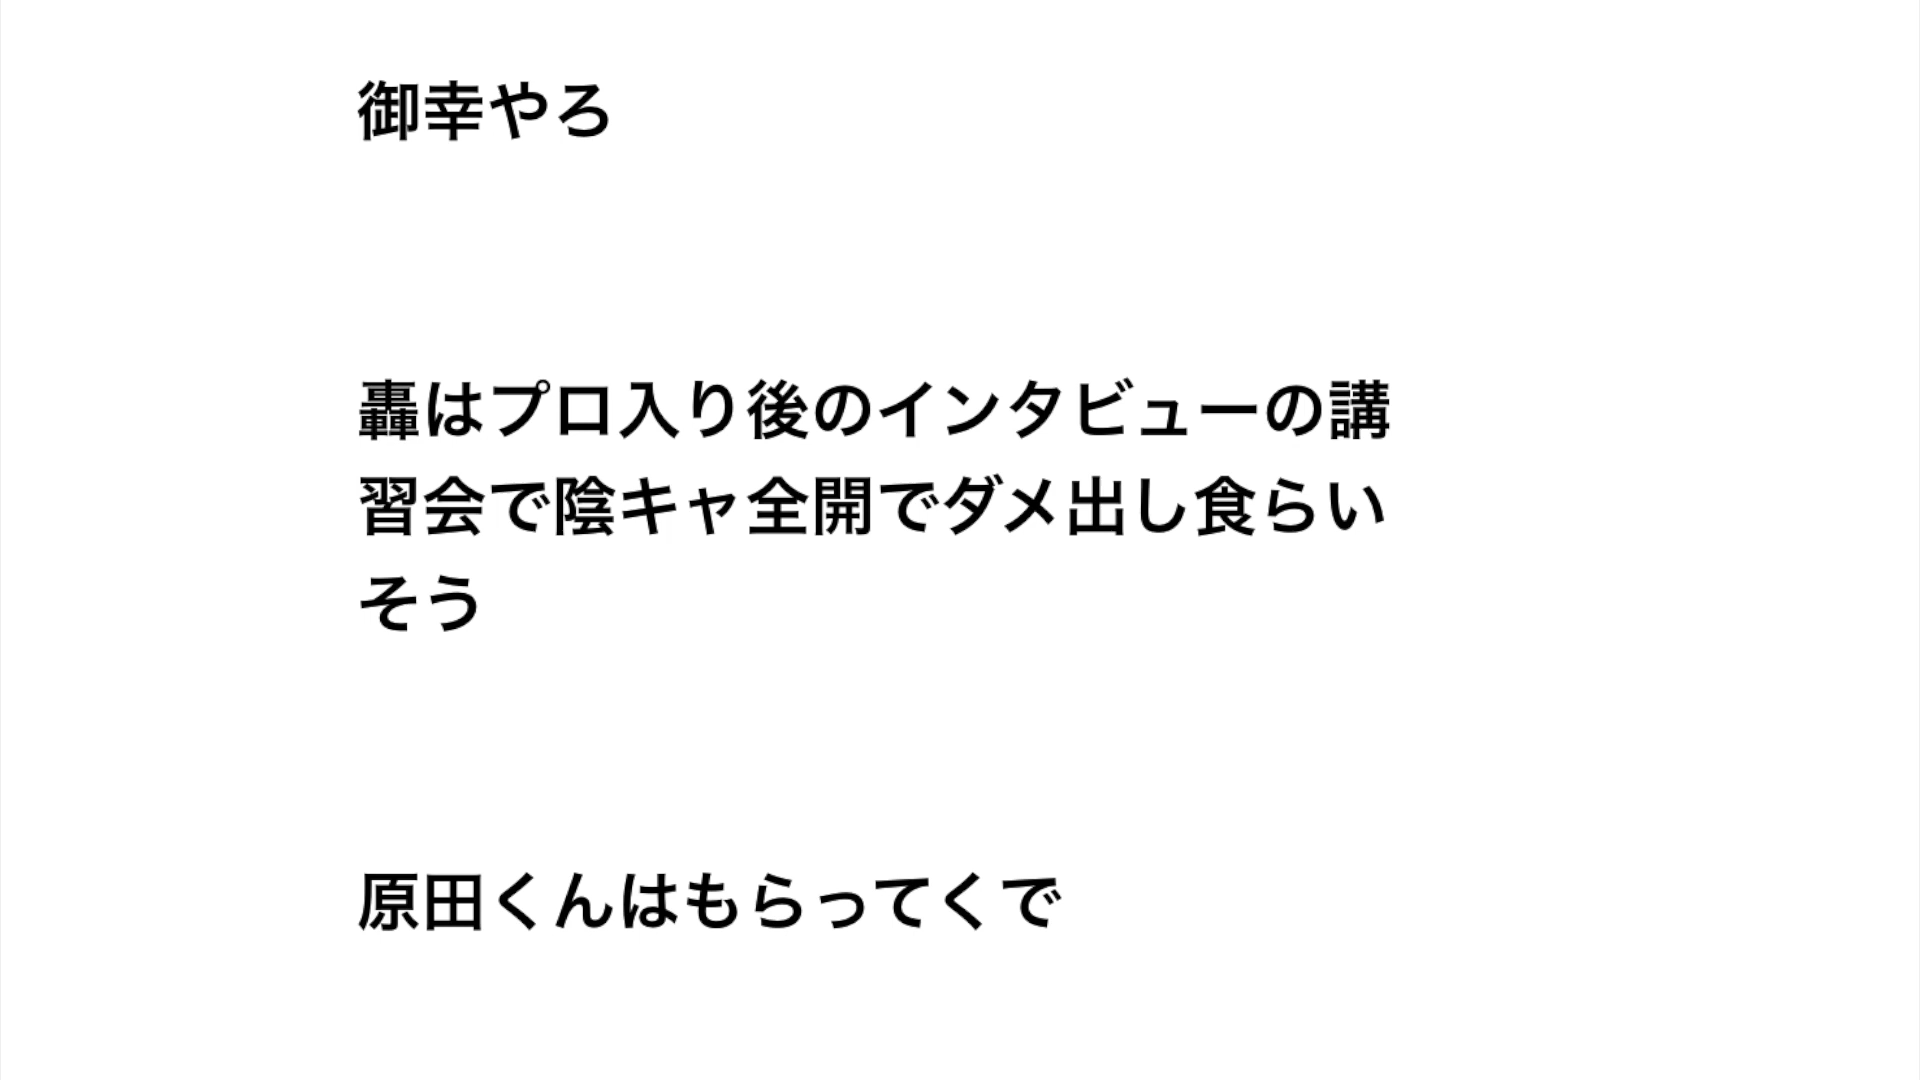 御幸やろ
轟はプロ入り後のインタビューの講
習会で陰キャ全開でダメ出し食らい
そう
原田くんはもらってくで